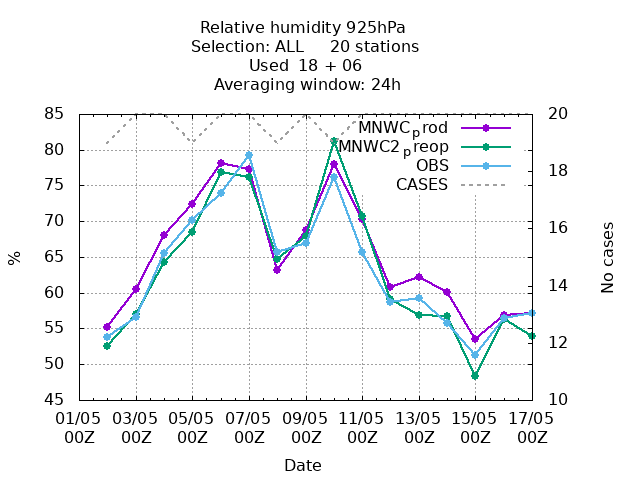 Relative humidity 925hPa
Selection: ALL 20 stations
Used 18 + 06
Averaging window: 24h
85
80
75
70
65
60
55
50
45
%
20
18
16
14
12
10
No cases
MNWCprod
MNWC2preop
OBS
CASES
01/05 03/05 05/05 07/05 09/05 11/05 13/05 15/05 17/05
00Z 00Z 00Z 00Z 00Z 00Z 00Z 00Z 00Z
Date